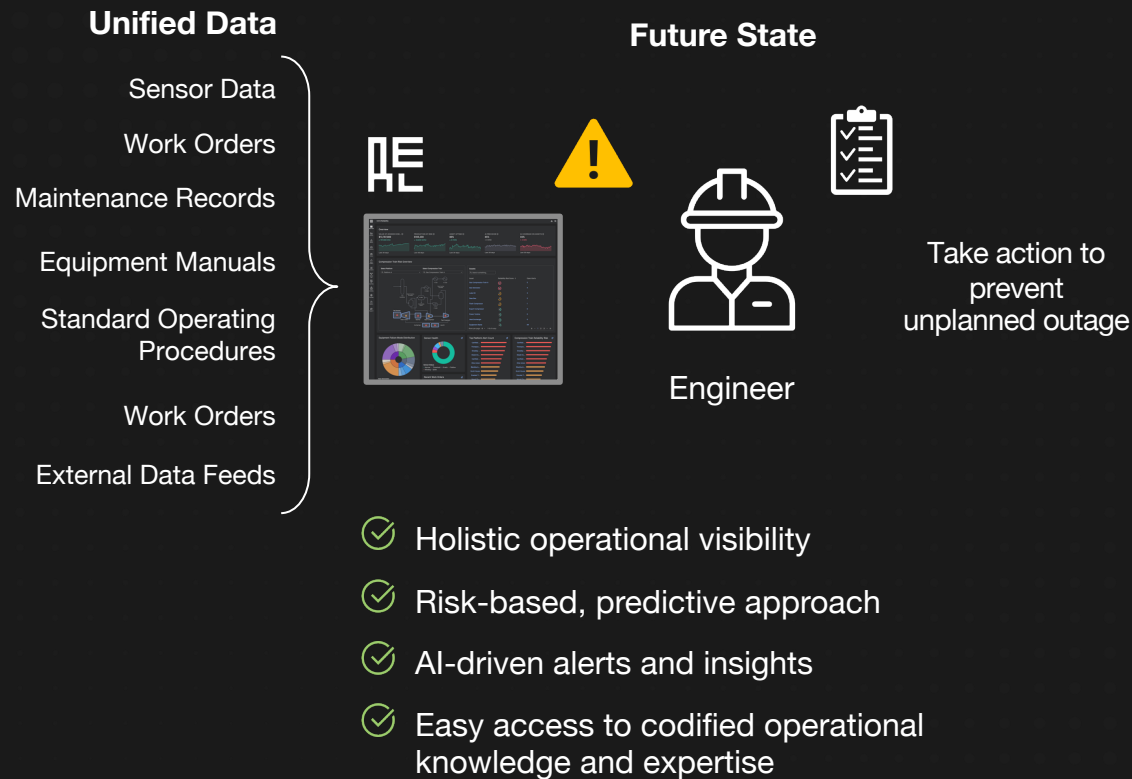 Unified Data
Future State
Sensor Data
Work Orders
Maintenance Records
Equipment Manuals
Standard Operating
Procedures
Work Orders
External Data Feeds
Engineer
Take action to
prevent
unplanned outage
Holistic operational visibility
Risk-based, predictive approach
AI-driven alerts and insights
Easy access to codified operational
knowledge and expertise